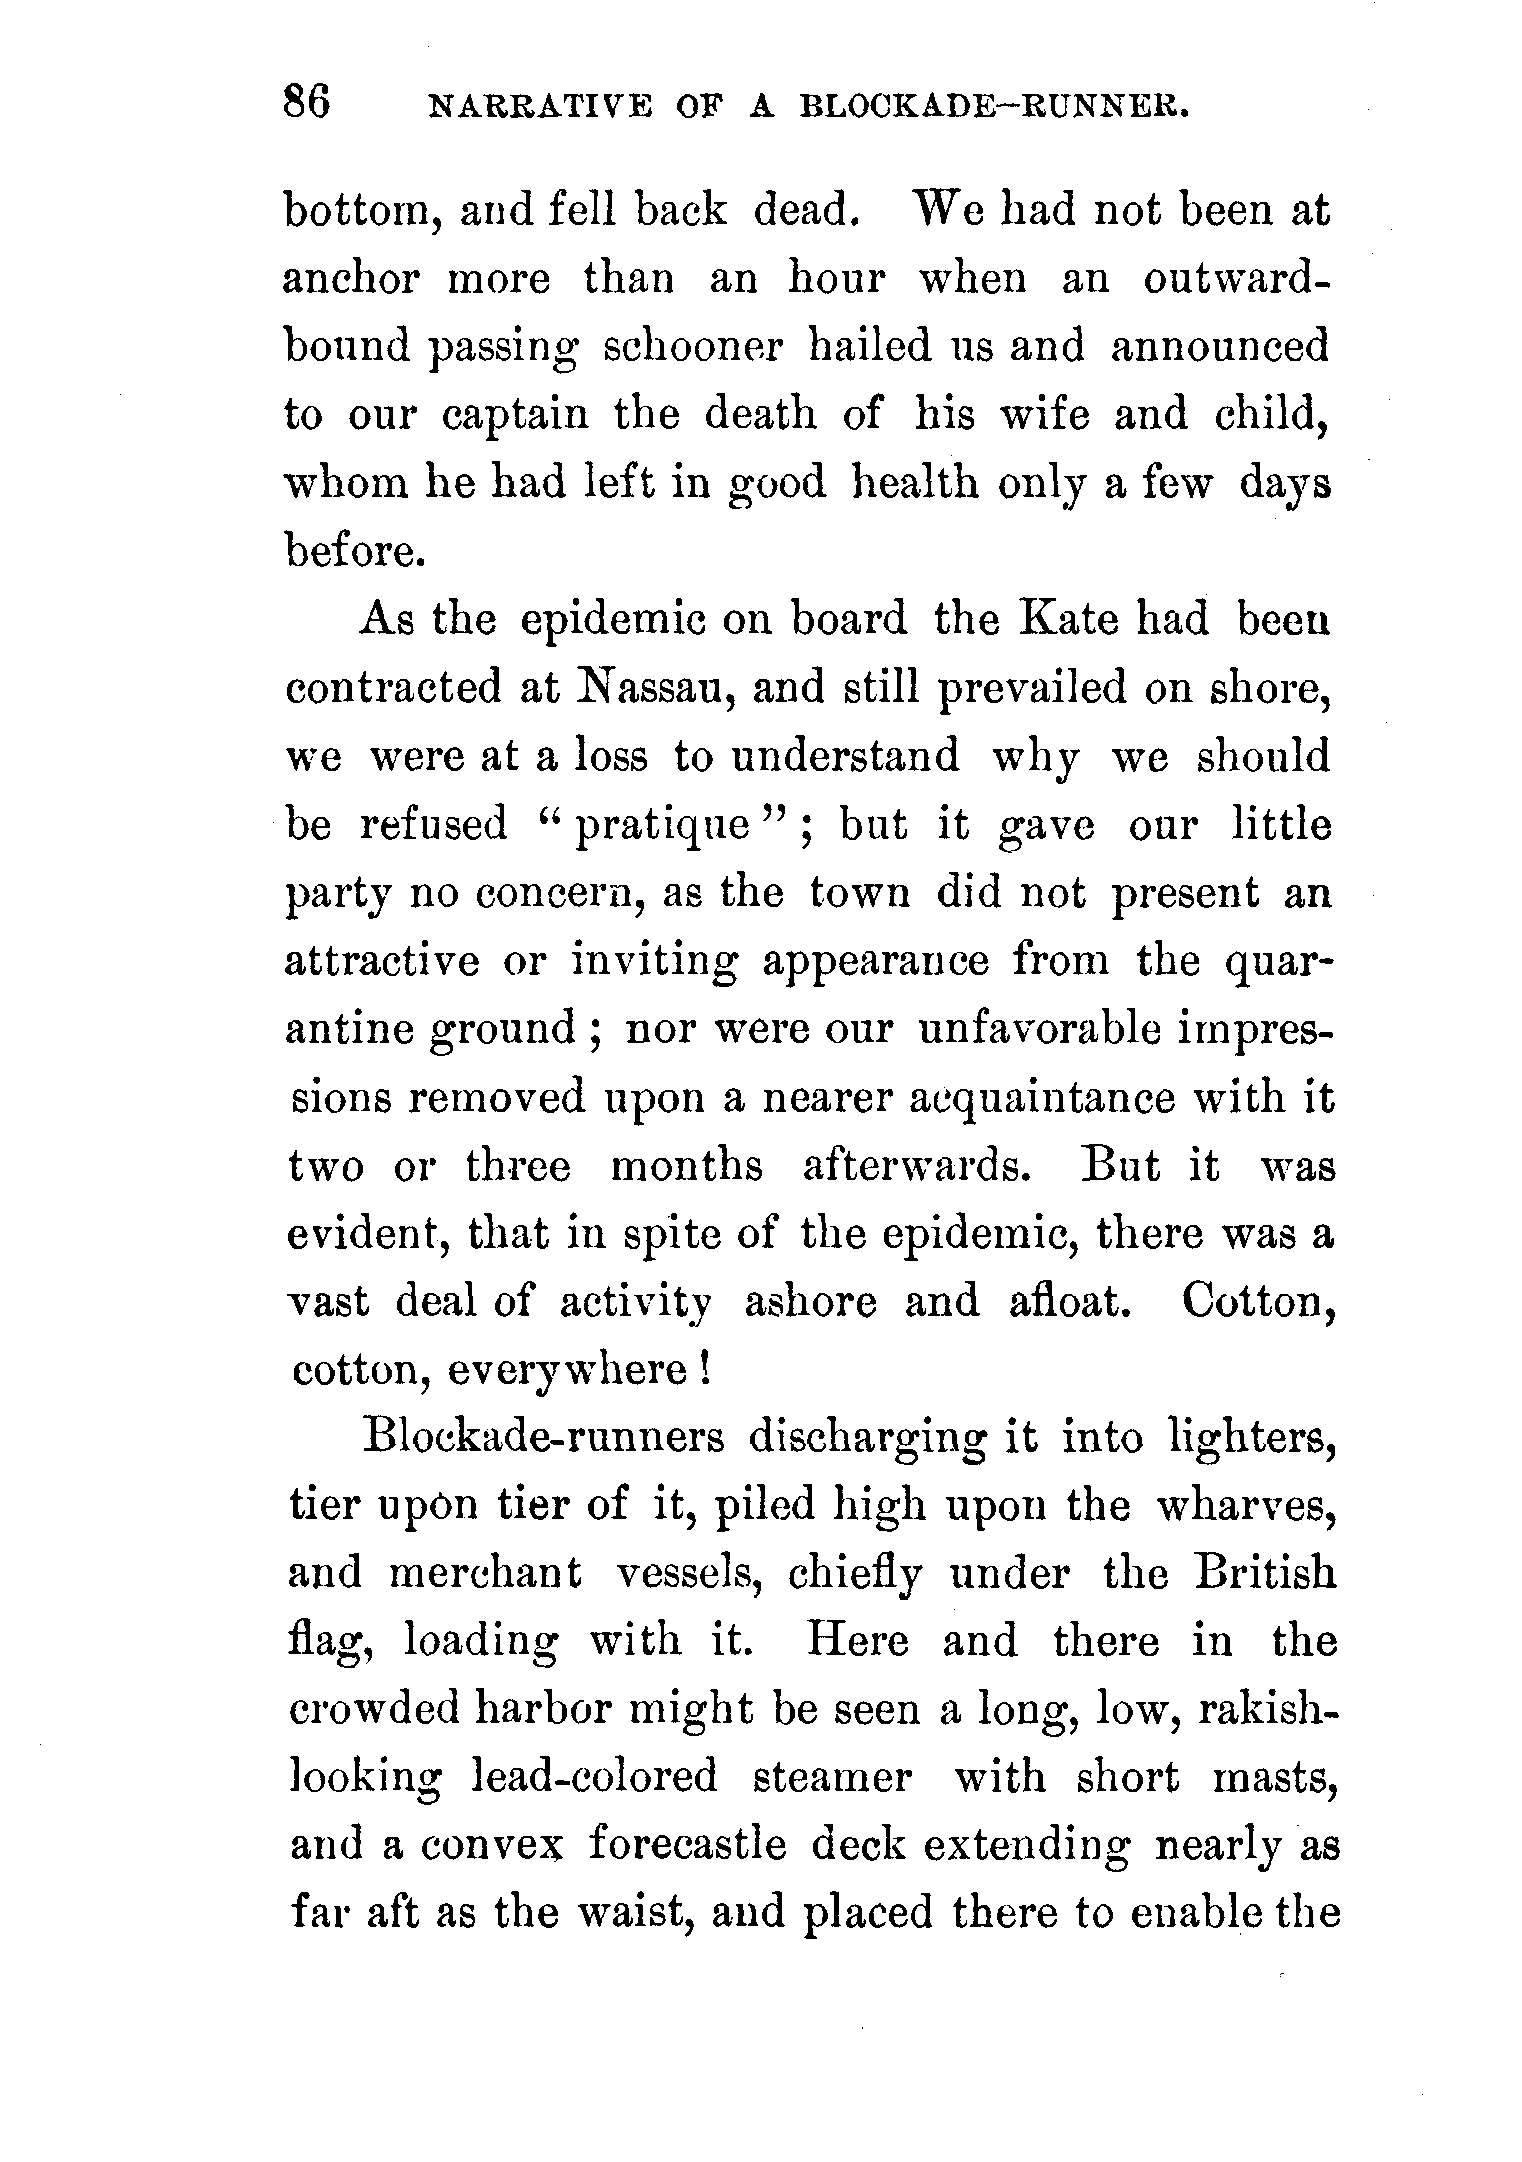 86 NARRATIVE OF A BLOCKADE-RUNNER.
bottom, and fell back dead. We had not been at
anchor more than an hour when an outward-
bound passing schooner hailed us and announced
to our captain the death of his wife and child,
whom he had left in good health only a few days
before.
As the epidemic on board the Kate had been
contracted at Nassau, and still prevailed on shore,
we were at a loss to understand why we should
be refused “ pratique ” ; but it gave our little
party no concern, as the town did not present an
attractive or inviting appearance from the quar-
antine ground ; nor were our unfavorable impres-
sions removed upon a nearer acquaintance with it
two or three months afterwards. But it was
evident, that in spite of the epidemic, there was a
vast deal of activity ashore and afloat. Cotton,
cotton, everywhere !
Blockade-runners discharging it into lighters,
tier upon tier of it, piled high upon the wharves,
and merchant vessels, chiefly under the British
flag, loading with it. Here and there in the
crowded harbor might be seen a long, low, rakish-
looking lead-colored steamer with short masts,
and a convex forecastle deck extending nearly as
far aft as the waist, and placed there to enable the